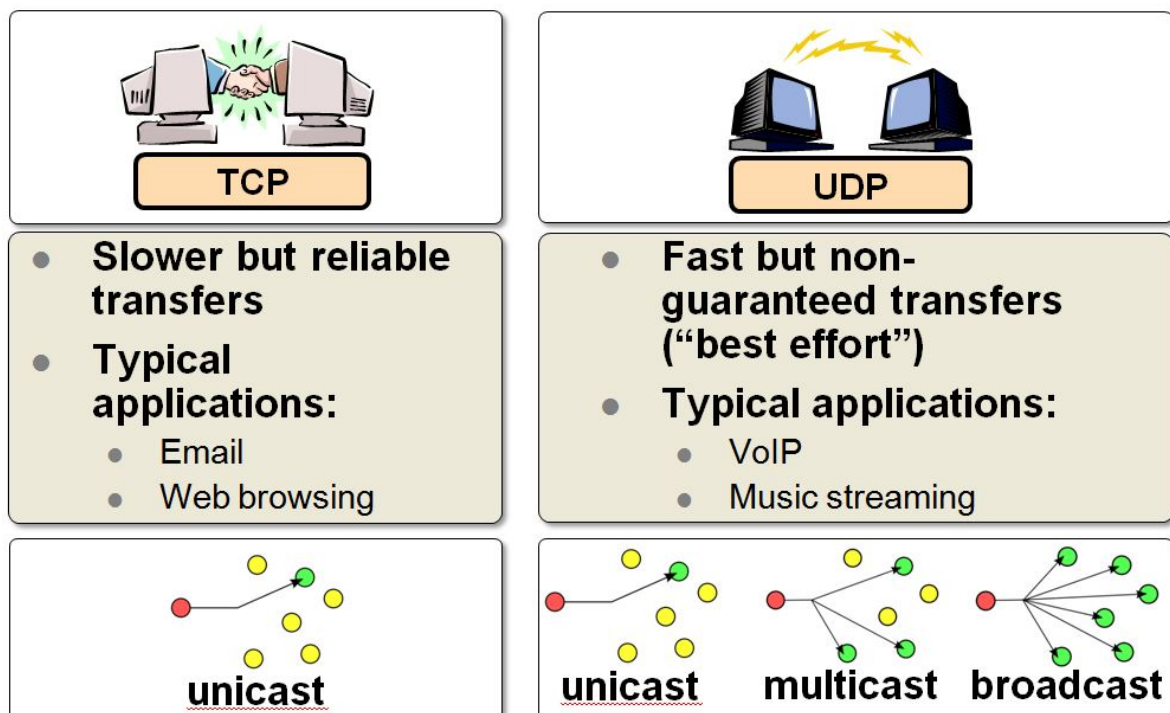 TCP
Slower but reliable
transfers
Typical
applications:
Email
Web browsing
unicast
UDP
Fast but non-
guaranteed transfers
(“best effort”)
Typical applications:
VoIP
Music streaming
unicast multicast broadcast